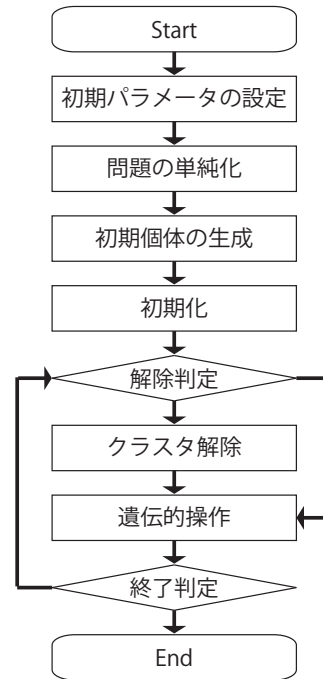 Start
初期パラメータの設定
問題の単純化
初期個体の生成
初期化
解除判定
クラスタ解除
遺伝的操作
終了判定
End